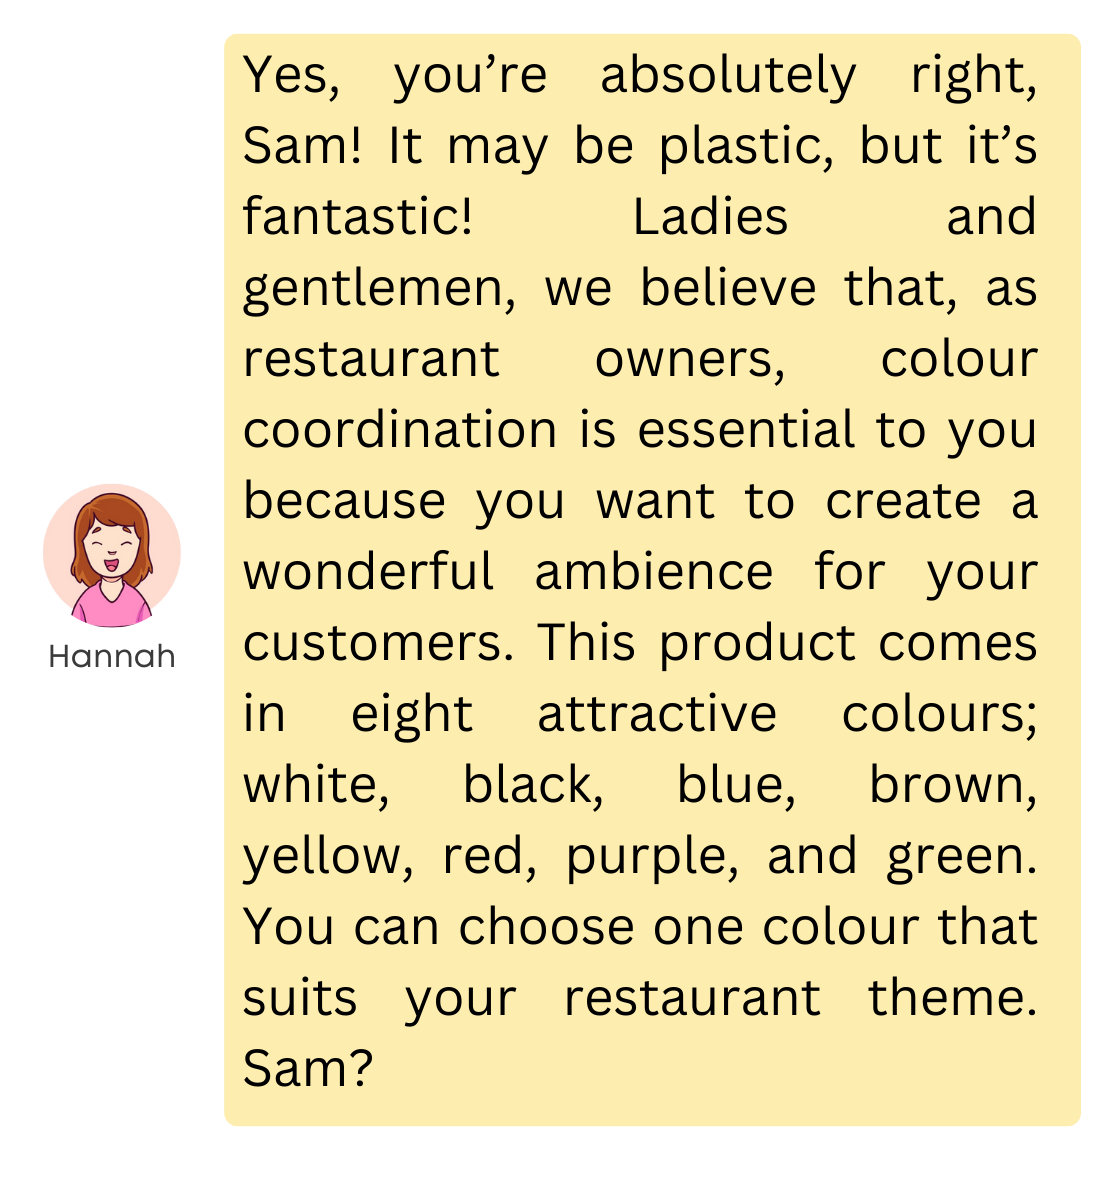 Yes, you’re absolutely right,
Sam! It may be plastic, but it’s
fantastic! Ladies and
gentlemen, we believe that, as
restaurant owners, colour
coordination is essential to you
because you want to create a
wonderful ambience for your
customers. This product comes
in eight attractive colours;
white, black, blue, brown,
yellow, red, purple, and green.
You can choose one colour that
suits your restaurant theme.
Sam?
Hannah